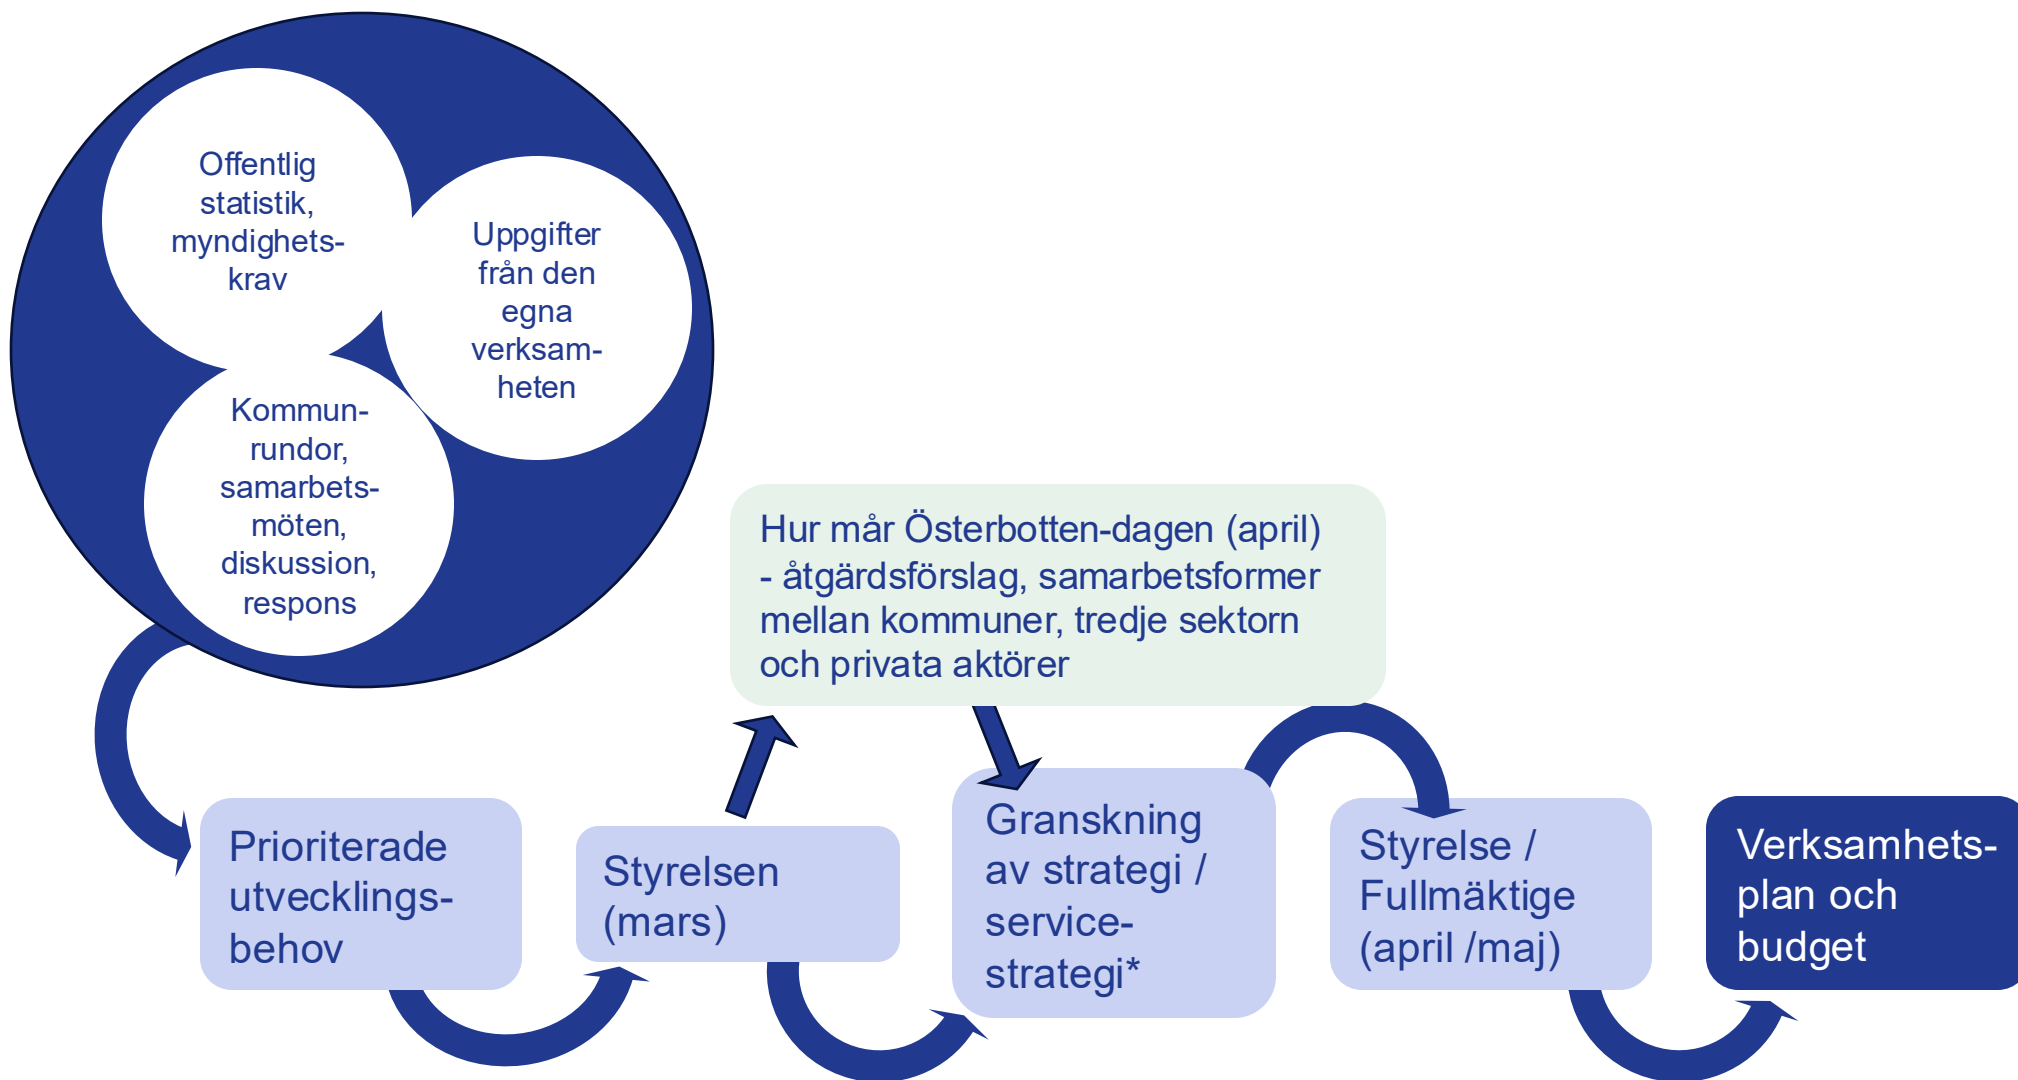 Offentlig
statistik,
myndighets-
krav
Uppgifter
från den
egna
verksam-
heten
Kommun-
rundor,
samarbets-
möten,
diskussion,
respons
Hur mår Österbotten-dagen (april)
- åtgärdsförslag, samarbetsformer
mellan kommuner, tredje sektorn
och privata aktörer
Prioriterade
utvecklings-
behov
Styrelsen
(mars)
Granskning
av strategi /
service-
strategi*
Styrelse /
Fullmäktige
(april /maj)
Verksamhets-
plan och
budget